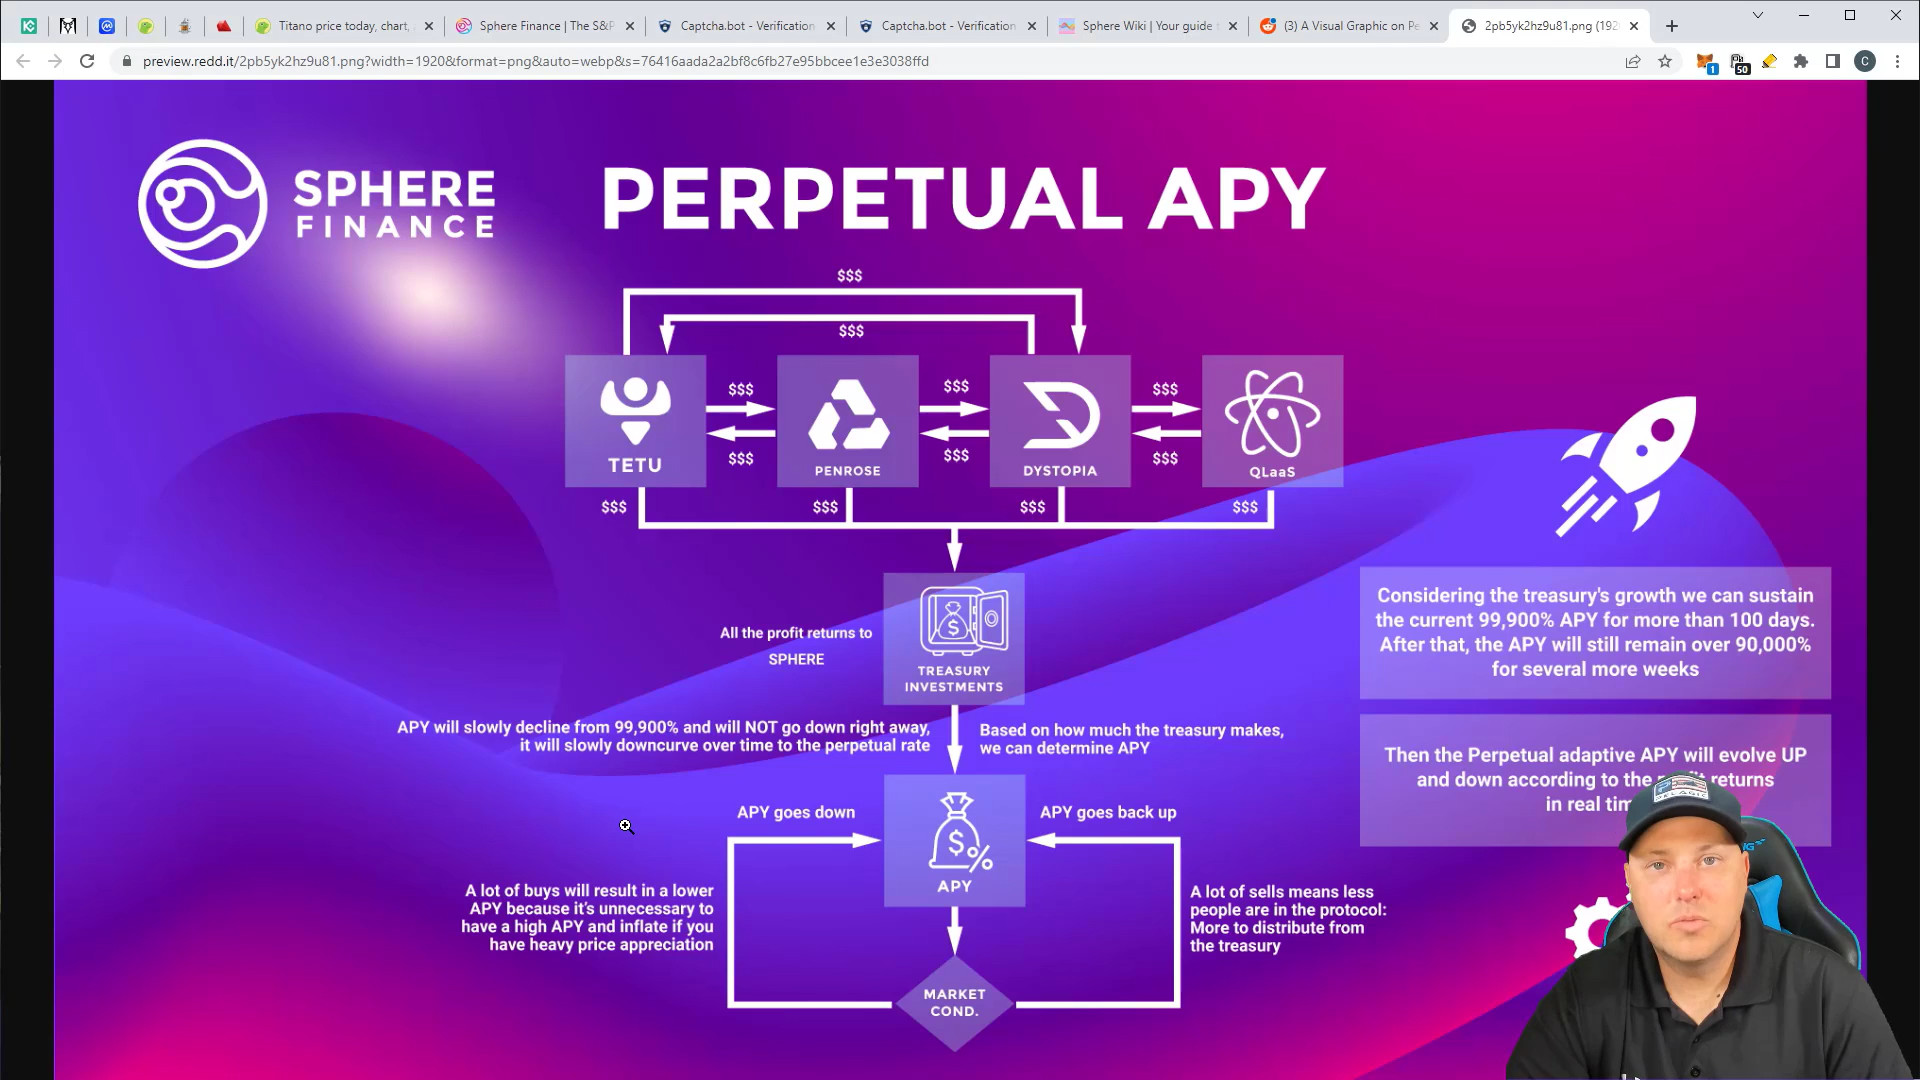 Titano price today, chart,
Sphere Finance | The S&P
Captcha.bot - Verification
Captcha.bot - Verification
Sphere Wiki | Your guide
(3) A Visual Graphic on Pe
2pb5yk2hz9u81.png (192
preview.redd.it/2pb5yk2hz9u81.png?width=1920&format=png&auto=webp&s=76416aada2a2bf8c6fb27e95bbcee1e3e3038ffd
1
50
C
SPHERE
FINANCE
PERPETUAL APY
$$$
$$$
$$$
$$$
$$$
TETU
PENROSE
DYSTOPIA
QLaaS
$$$
$$$
$$$
$$$
$$$
$$$
$$$
All the profit returns to
SPHERE
TREASURY
INVESTMENTS
Considering the treasury's growth we can sustain
the current 99,900% APY for more than 100 days.
After that, the APY will still remain over 90,000%
for several more weeks
APY will slowly decline from 99,900% and will NOT go down right away,
it will slowly downcurve over time to the perpetual rate
Based on how much the treasury makes,
we can determine APY
Then the Perpetual adaptive APY will evolve UP
and down according to the returns
in real
APY goes down
APY goes back up
APY
A lot of buys will result in a lower
APY because it's unnecessary to
have a high APY and inflate if you
have heavy price appreciation
A lot of sells means less
people are in the protocol:
More to distribute from
the treasury
MARKET
COND.
PELAGIC